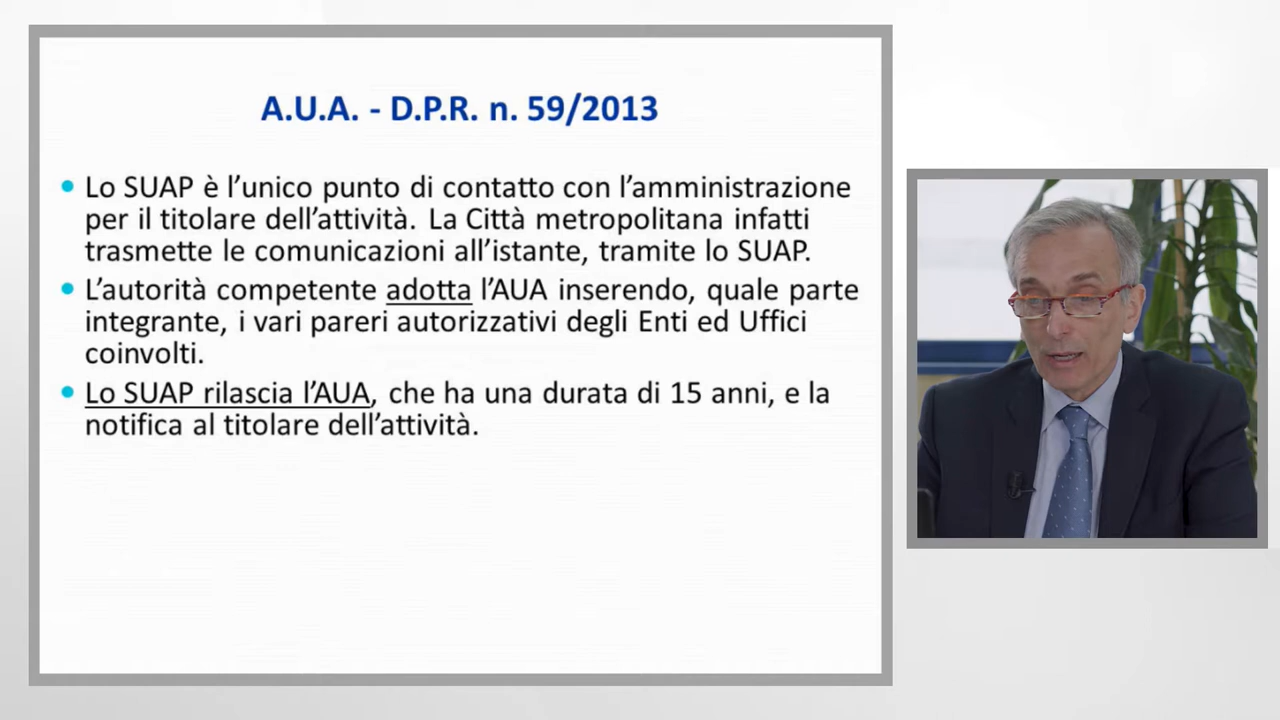 A.U.A. - D.P.R. n. 59/2013
• Lo SUAP è l’unico punto di contatto con l’amministrazione
per il titolare dell’attività. La Città metropolitana infatti
trasmette le comunicazioni all’istante, tramite lo SUAP.
• L’autorità competente adotta l’AUA inserendo, quale parte
integrante, i vari pareri autorizzativi degli Enti ed Uffici
coinvolti.
• Lo SUAP rilascia l’AUA, che ha una durata di 15 anni, e la
notifica al titolare dell’attività.